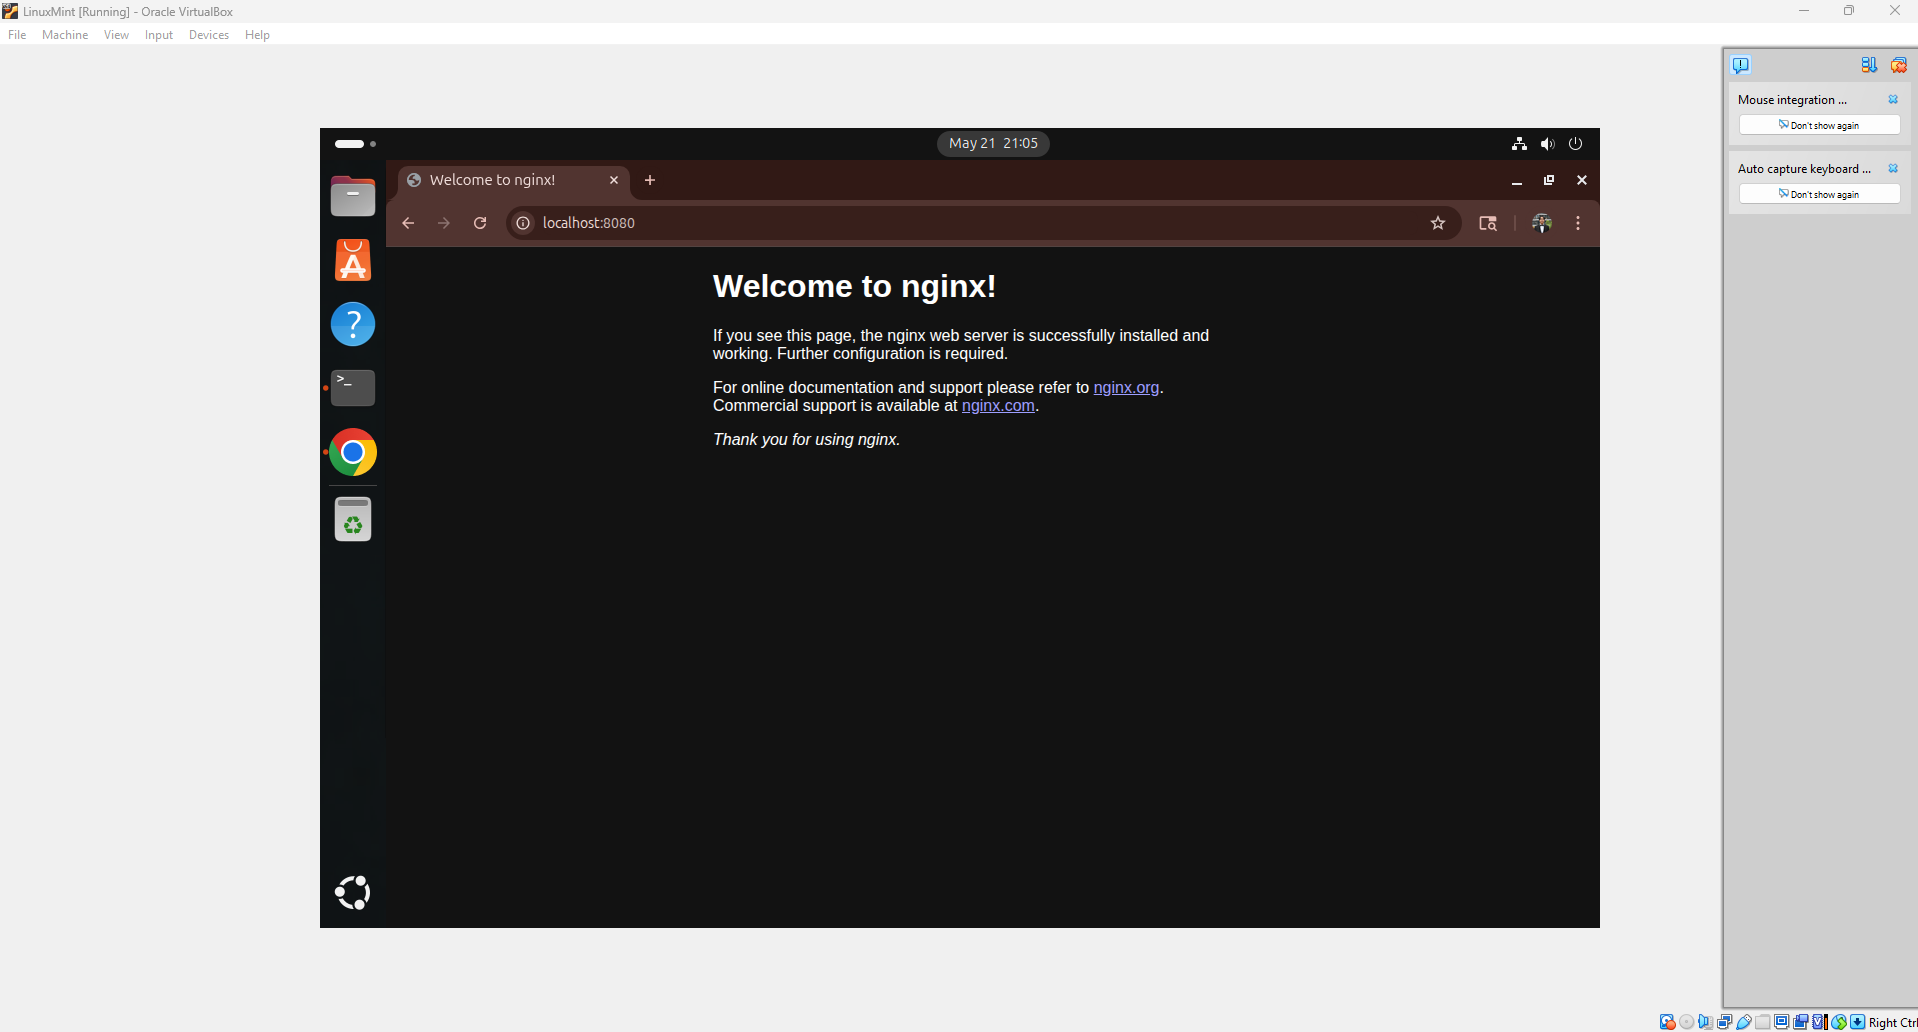 LinuxMint [Running] - Oracle VirtualBox
File Machine View Input Devices Help
Mouse integration ...
Don't show again
Auto capture keyboard ...
Don't show again
May 21 21:05
Welcome to nginx!
localhost:8080
Welcome to nginx!
If you see this page, the nginx web server is successfully installed and
working. Further configuration is required.
For online documentation and support please refer to nginx.org.
Commercial support is available at nginx.com.
Thank you for using nginx.
Right Ctrl